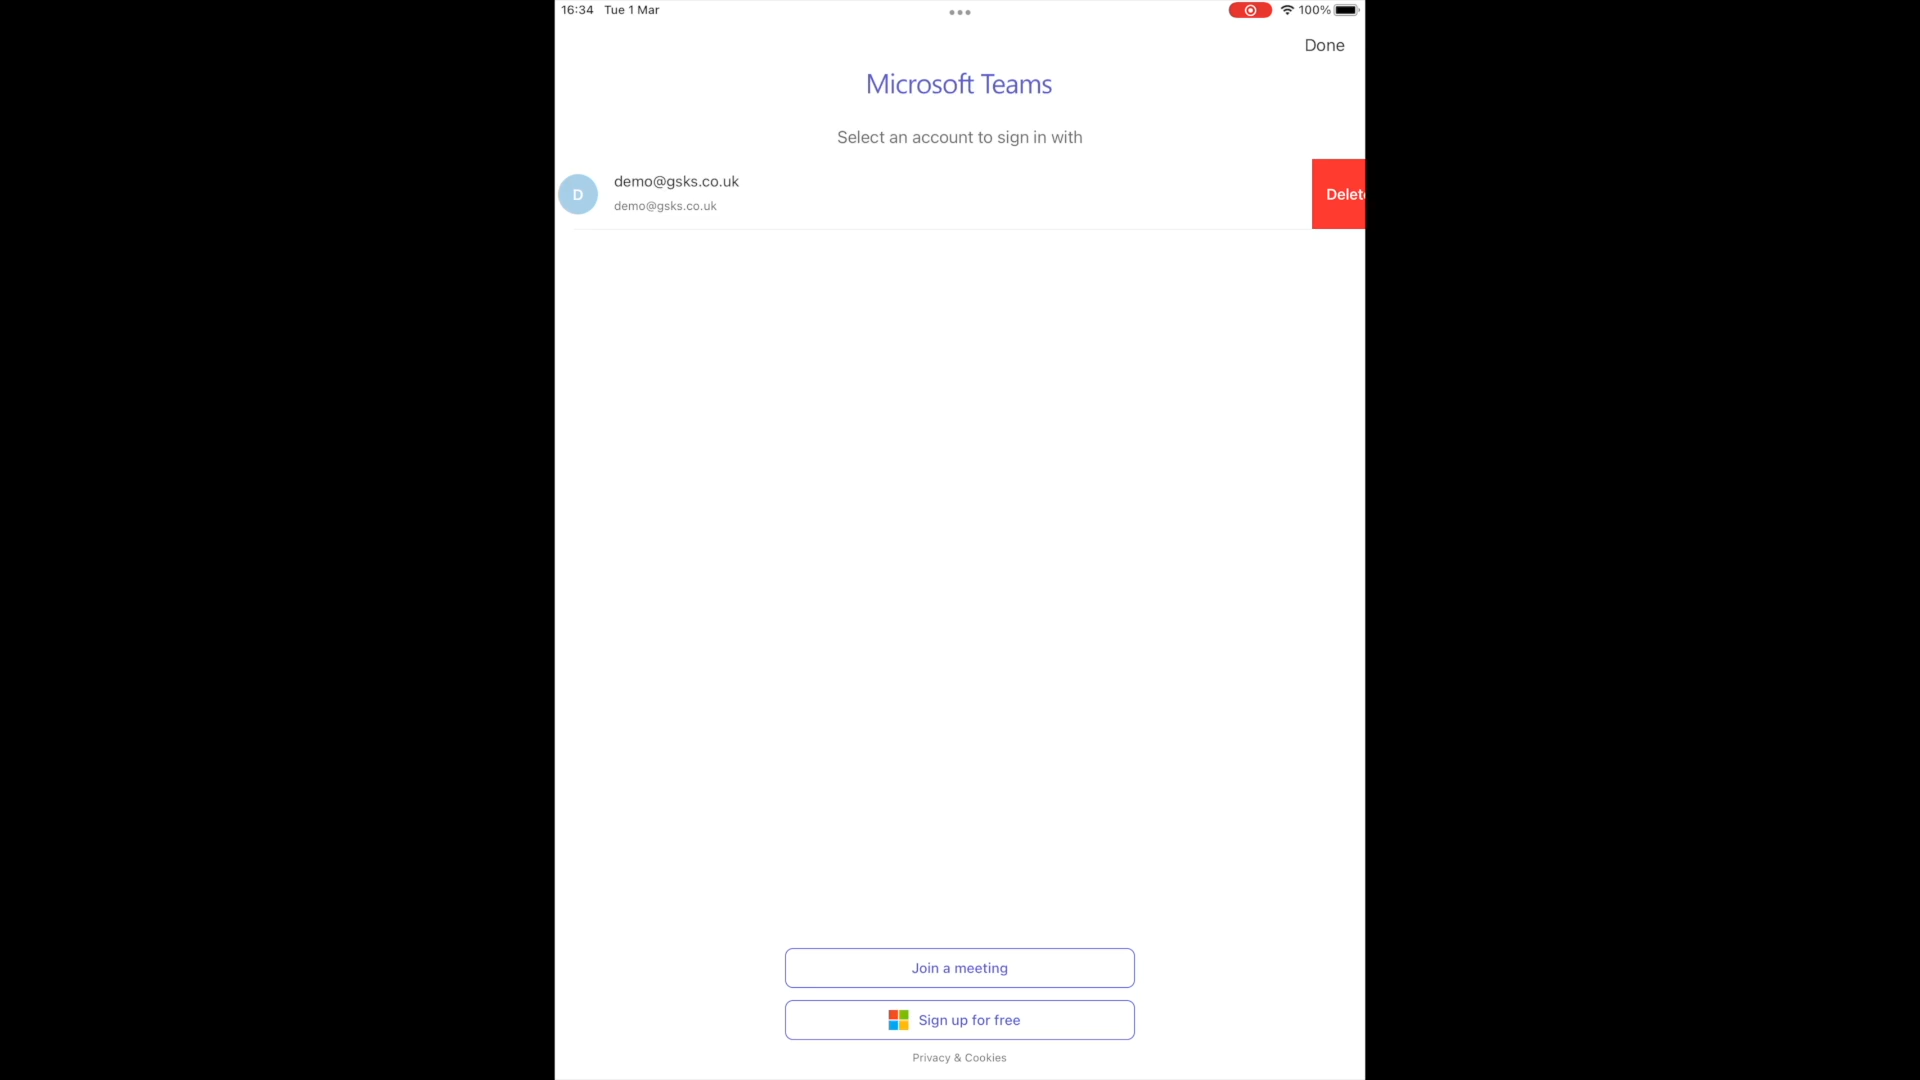 16:34 Tue 1 Mar
100%
Done
Microsoft Teams
Select an account to sign in with
D
demo@gsks.co.uk
demo@gsks.co.uk
Delete
Join a meeting
Sign up for free
Privacy & Cookies